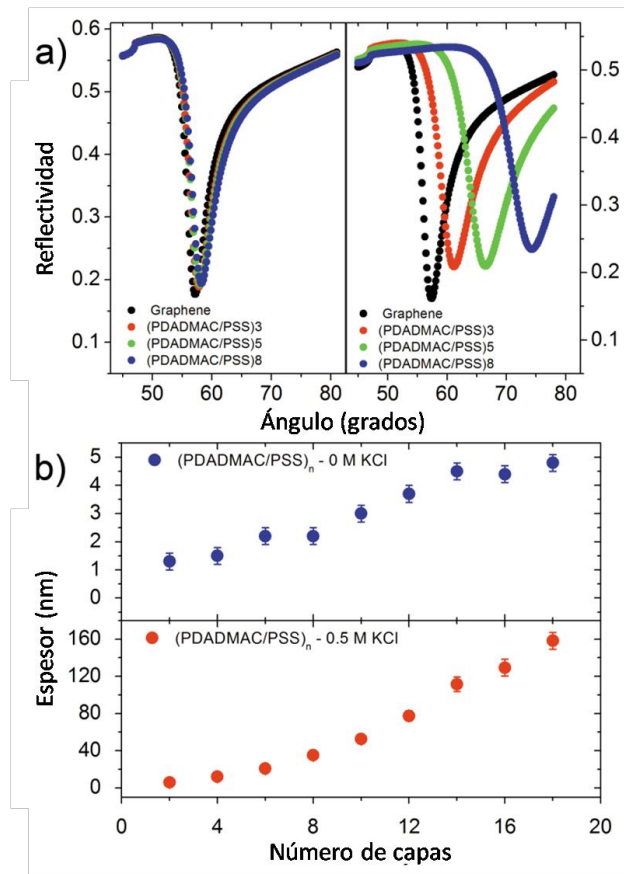 a)
Reflectividad
0.6
0.5
0.4
0.3
0.2
0.1
Graphene
(PDADMAC/PSS)3
(PDADMAC/PSS)5
(PDADMAC/PSS)8
50 60 70 80
Graphene
(PDADMAC/PSS)3
(PDADMAC/PSS)5
(PDADMAC/PSS)8
50 60 70 80
0.5
0.4
0.3
0.2
0.1
Ángulo (grados)
b)
Espesor (nm)
(PDADMAC/PSS)n - 0 M KCl
5
4
3
2
1
0
(PDADMAC/PSS)n - 0.5 M KCl
160
120
80
40
0
0 4 8 12 16 20
Número de capas